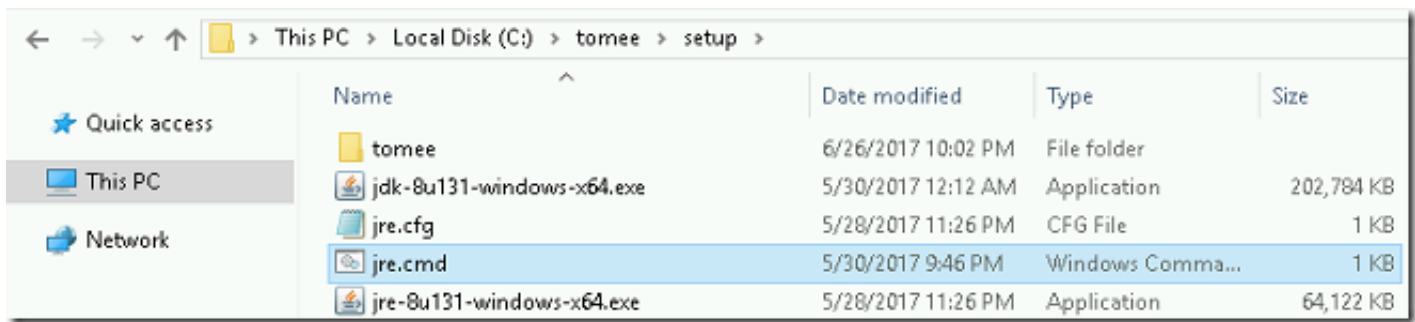 This PC > Local Disk (C:) > tomee > setup >
Name Date modified Type Size
Quick access
tomee 6/26/2017 10:02 PM File folder
This PC
jdk-8u131-windows-x64.exe 5/30/2017 12:12 AM Application 202,784 KB
jre.cfg 5/28/2017 11:26 PM CFG File 1 KB
Network
jre.cmd 5/30/2017 9:46 PM Windows Comma... 1 KB
jre-8u131-windows-x64.exe 5/28/2017 11:26 PM Application 64,122 KB